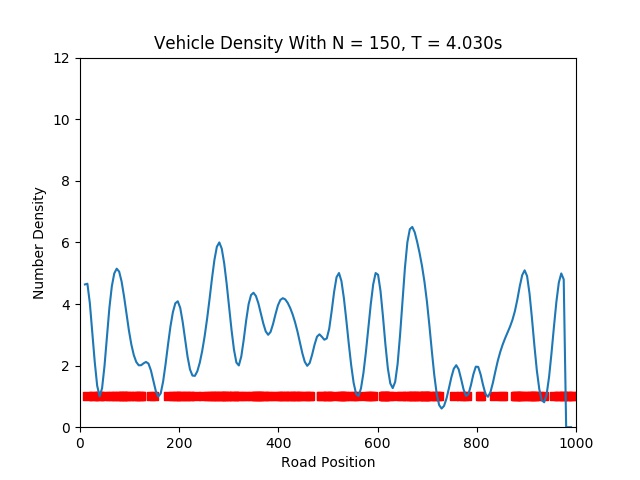 Vehicle Density With N = 150, T = 4.030s
12
10
8
6
4
2
0
Number Density
0 200 400 600 800 1000
Road Position